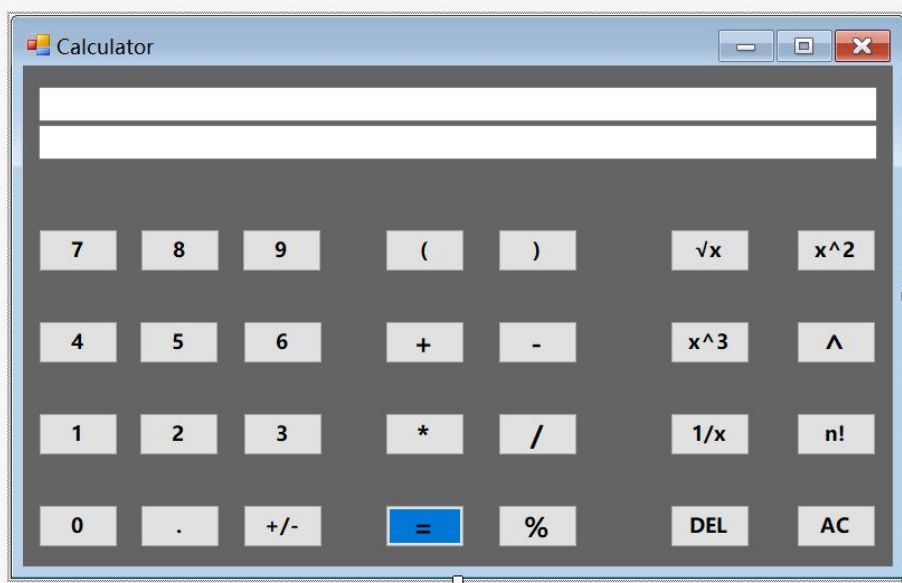 Calculator
7 8 9 ( ) √x x^2
4 5 6 + - x^3 ^
1 2 3 * / 1/x n!
0 . +/- = % DEL AC